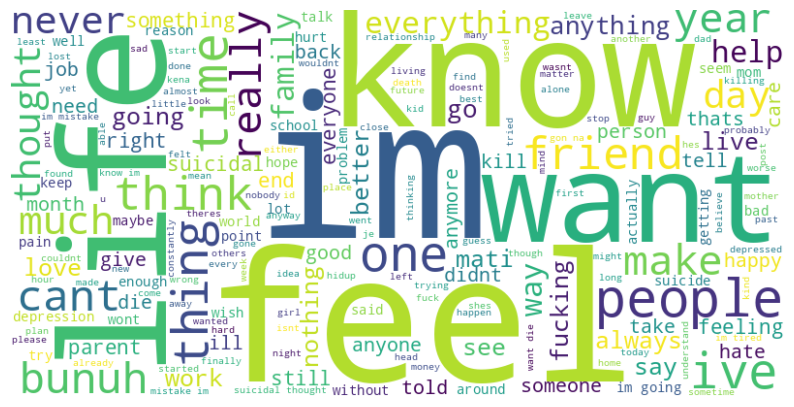 never something everything anything year
life know
im want feel
reason talk leave
sad start hurt relationship many used another dad
least well back
lost job yet done kena family wouldnt
almost living find doesnt wasnt matter seem mom help
little look death future best alone killing day
im mistake need time really everyone kid stop guy
thought going go thats care
put call
able school problem close tried gon na hes probably
right friend person live
know im felt either hope better mind kill tell post worse
found suicidal mean nobody id place thinking first
keep u theres end lot anymore actually mother
month maybe think anyway went je getting bad believe past
much world point guess though
pain constantly gone others good one mati might depressed
couldnt give every week didnt make happy
hour new thing idea hidup way long
love made enough wrong left trying suicide kind
cant come die away wish nothing fuck shes people
depression wont wanted girl said happen fucking take feeling
plan hard iint want die always today understand
please parent ill anyone see hate im tired
try finally night head home
already started money say
bunuh work still without told around someone im going ive
suicidal thought mistake im sometime